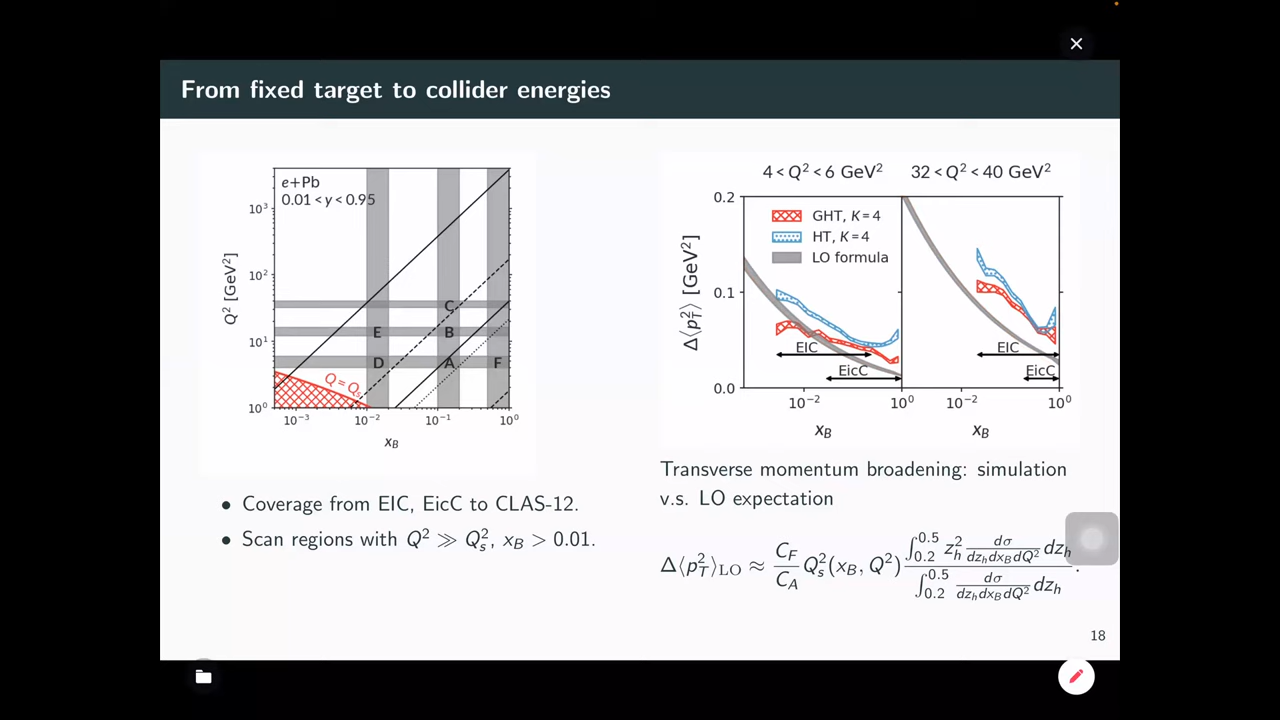 From fixed target to collider energies
e+Pb
0.01 < y < 0.95
10³
10²
10¹
10⁰
Q² [GeV²]
C
E
B
D
A
F
Q = Qₛ
10⁻³
10⁻²
10⁻¹
10⁰
x_B
4 < Q² < 6 GeV²
32 < Q² < 40 GeV²
0.2
0.1
0.0
Δ⟨p_T²⟩ [GeV²]
GHT, K = 4
HT, K = 4
LO formula
EIC
EicC
EIC
EicC
10⁻²
10⁰
10⁻²
10⁰
x_B
x_B
• Coverage from EIC, EicC to CLAS-12.
• Scan regions with Q² ≫ Q_s², x_B > 0.01.
Transverse momentum broadening: simulation
v.s. LO expectation
Δ⟨p_T²⟩_LO ≈ C_F/C_A Q_s²(x_B, Q²) ∫_{0.2}^{0.5} z_h² dσ/(dz_h dx_B dQ²) dz_h / ∫_{0.2}^{0.5} dσ/(dz_h dx_B dQ²) dz_h .
18